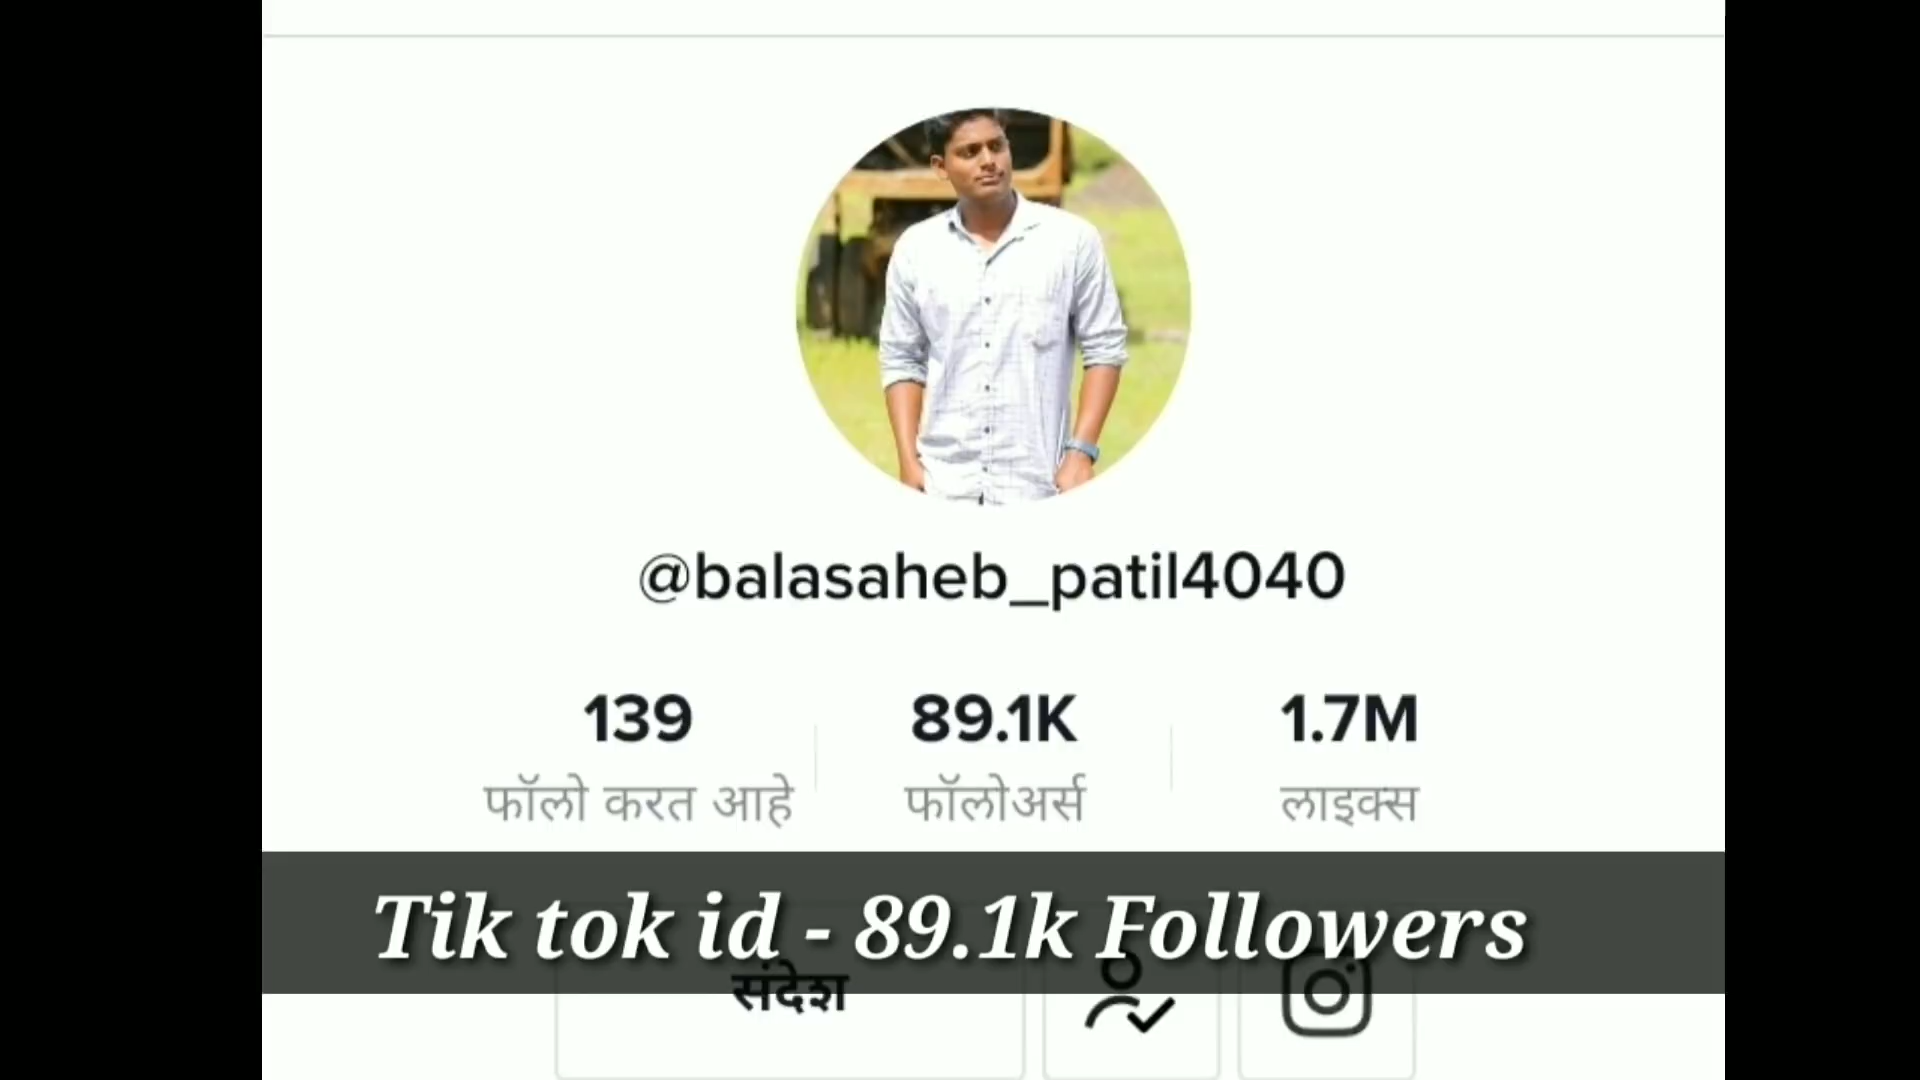 @balasaheb_patil4040
139 89.1K 1.7M
फॉलो करत आहे फॉलोअर्स लाइक्स
Tik tok id - 89.1k Followers
संदेश